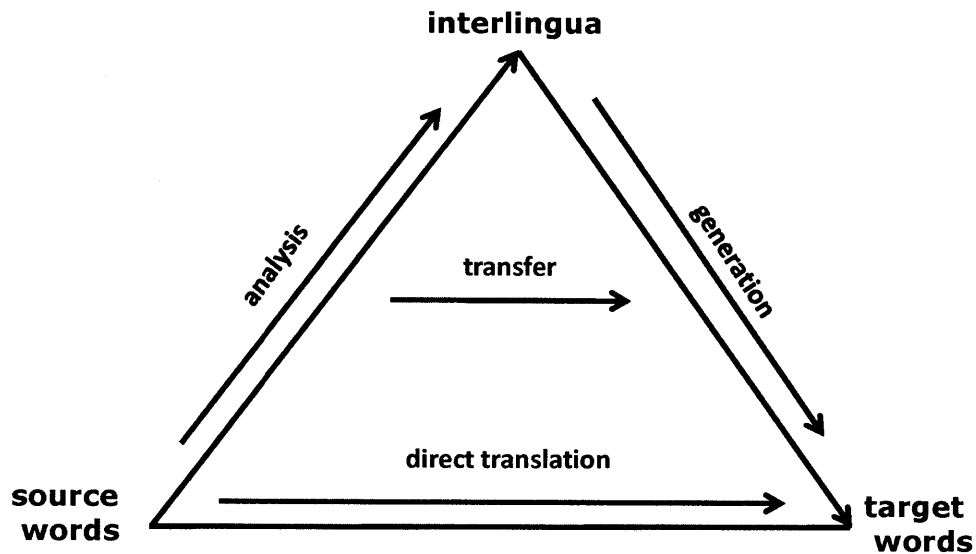 interlingua
analysis
generation
transfer
direct translation
source
words
target
words